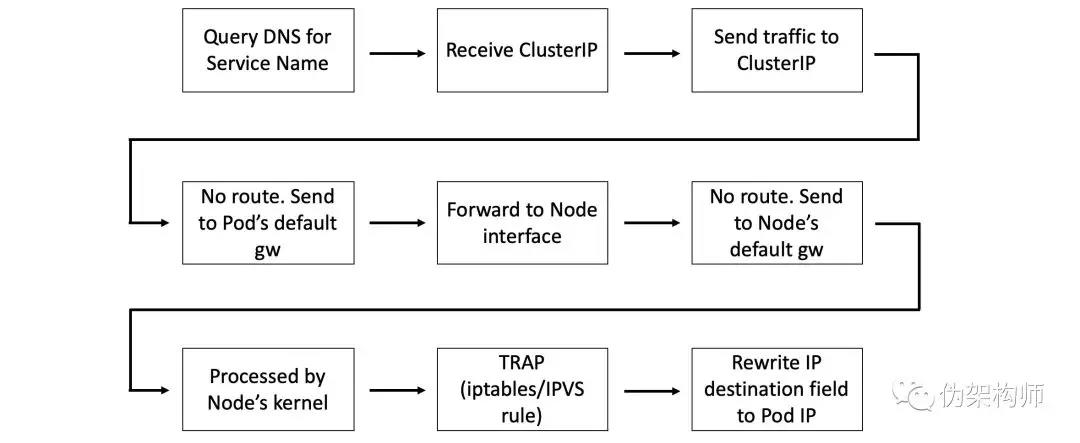 Query DNS for
Service Name
Receive ClusterIP
Send traffic to
ClusterIP
No route. Send
to Pod’s default
gw
Forward to Node
interface
No route. Send
to Node’s
default gw
Processed by
Node’s kernel
TRAP
(iptables/IPVS
rule)
Rewrite IP
destination field
to Pod IP
伪架构师